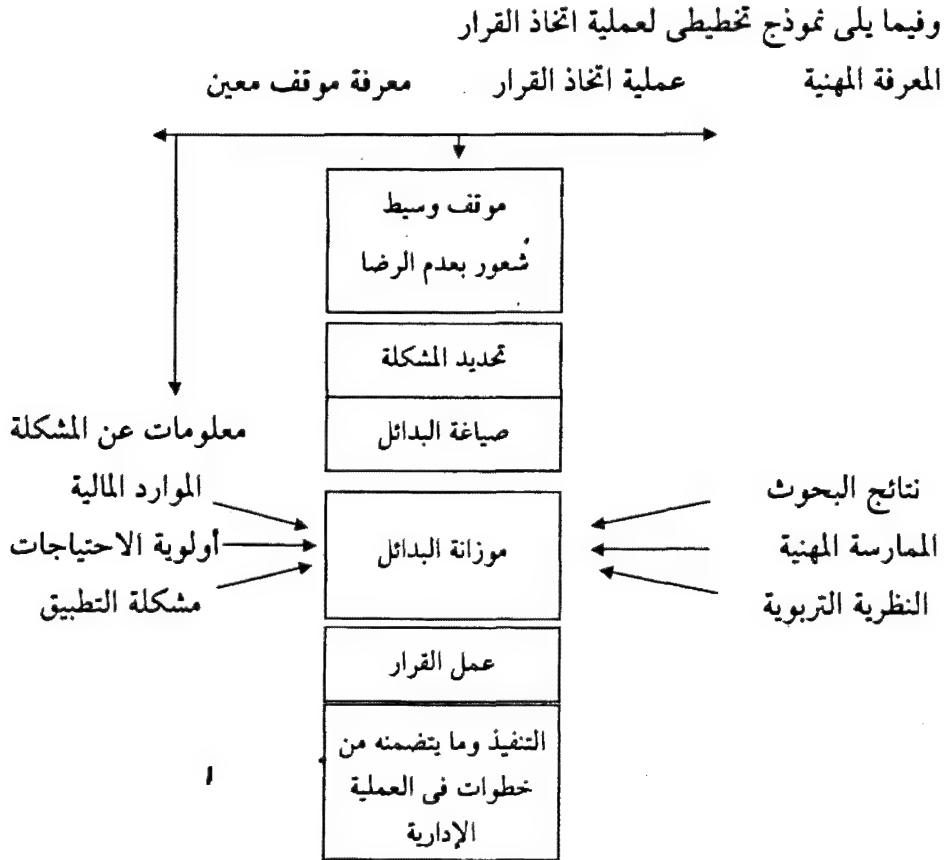 وفيما يلى نموذج تخطيطى لعملية اتخاذ القرار
المعرفة المهنية عملية اتخاذ القرار معرفة موقف معين
موقف وسيط
شعور بعدم الرضا
تحديد المشكلة
صياغة البدائل
معلومات عن المشكلة
نتائج البحوث الموارد المالية
الممارسة المهنية موزانة البدائل أولوية الاحتياجات
النظرية التربوية مشكلة التطبيق
عمل القرار
التنفيذ وما يتضمنه من
خطوات فى العملية
الإدارية